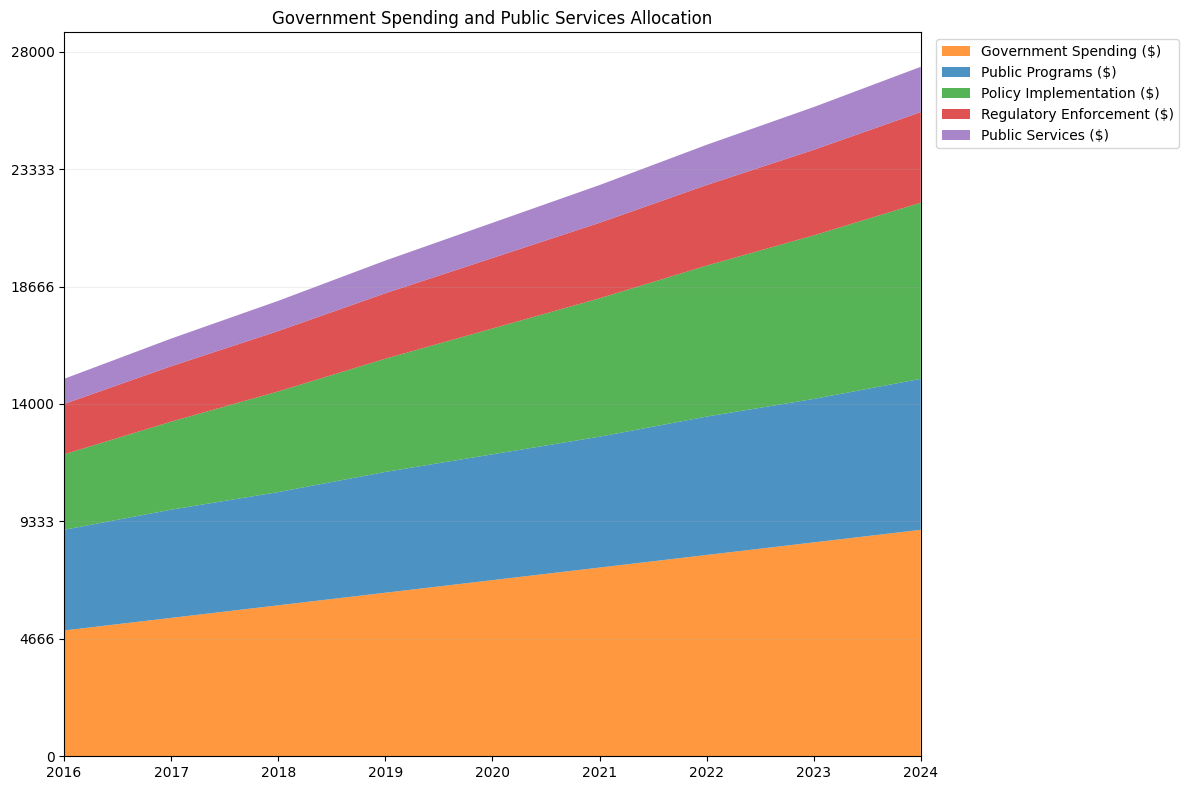 Government Spending and Public Services Allocation
28000
23333
18666
14000
9333
4666
0
2016 2017 2018 2019 2020 2021 2022 2023 2024
Government Spending ($)
Public Programs ($)
Policy Implementation ($)
Regulatory Enforcement ($)
Public Services ($)